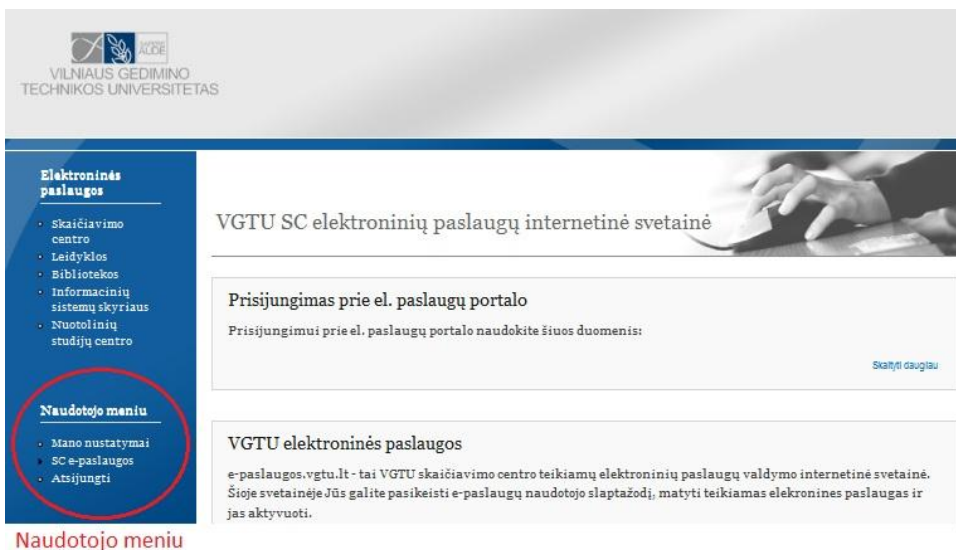 SAPERE
AUDE
VILNIAUS GEDIMINO
TECHNIKOS UNIVERSITETAS
Elektroninės
paslaugos
Skaičiavimo
centro
Leidyklos
Bibliotekos
Informacinių
sistemų skyriaus
Nuotolinių
studijų centro
Naudotojo meniu
Mano nustatymai
SC e-paslaugos
Atsijungti
Naudotojo meniu
VGTU SC elektroninių paslaugų internetinė svetainė
Prisijungimas prie el. paslaugų portalo
Prisijungimui prie el. paslaugų portalo naudokite šiuos duomenis:
Skaityti daugiau
VGTU elektroninės paslaugos
e-paslaugos.vgtu.lt - tai VGTU skaičiavimo centro teikiamų elektroninių paslaugų valdymo internetinė svetainė.
Šioje svetainėje Jūs galite pasikeisti e-paslaugų naudotojo slaptažodį, matyti teikiamas elekronines paslaugas ir
jas aktyvuoti.